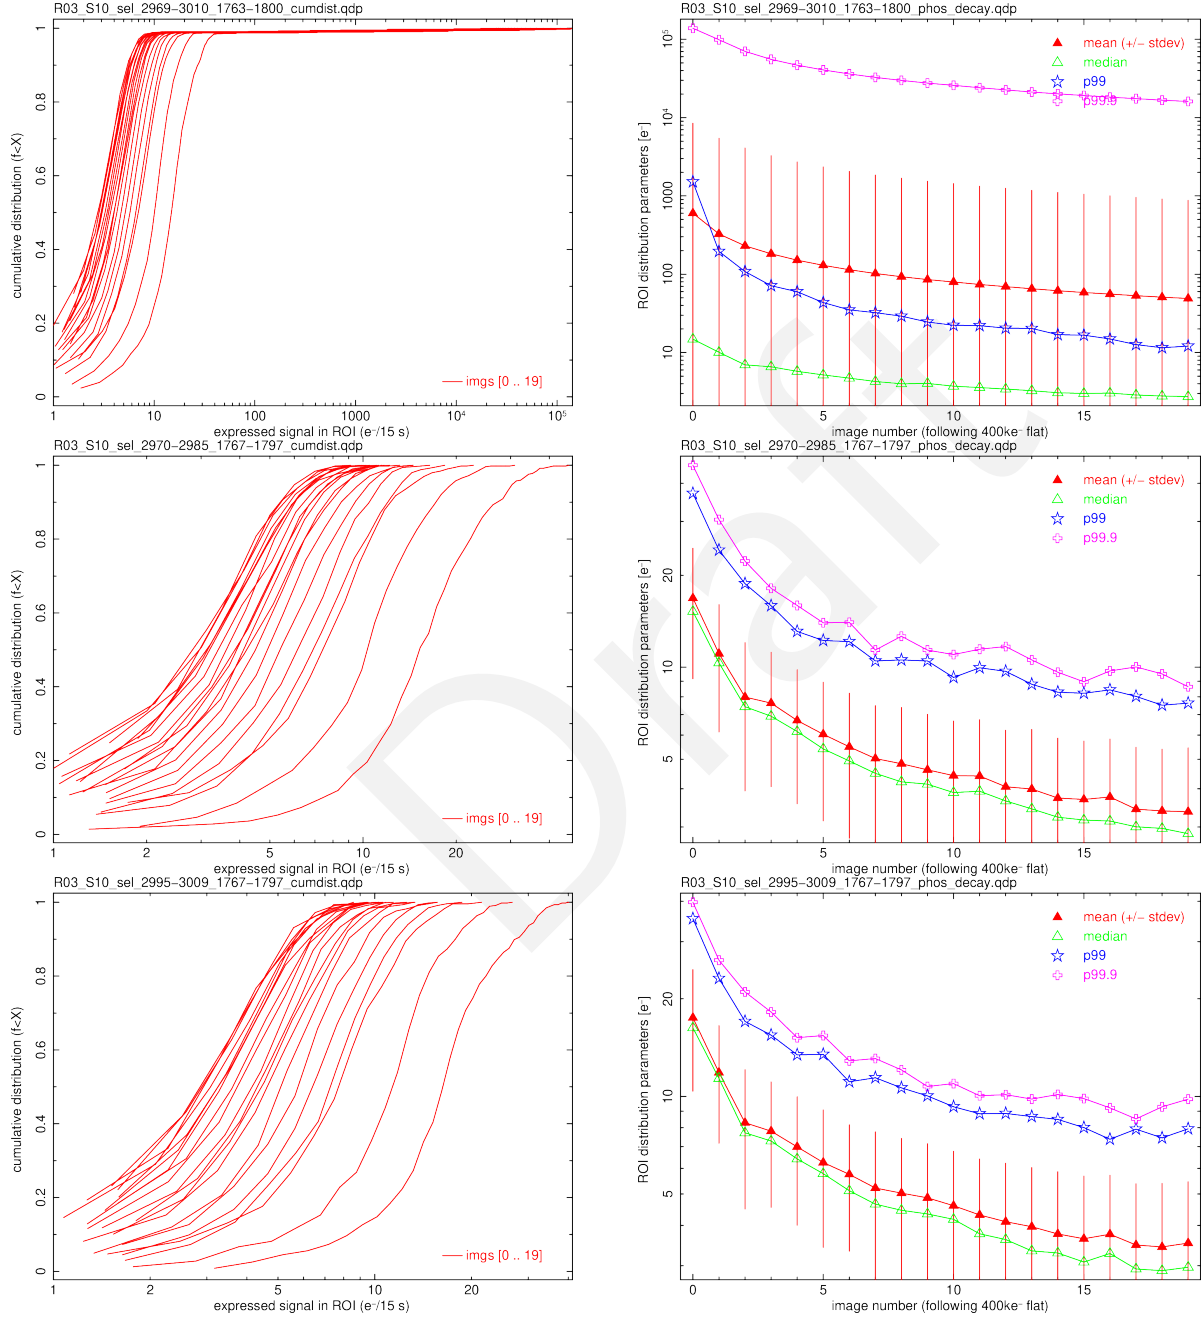 R03_S10_sel_2969−3010_1763−1800_cumdist.qdp
cumulative distribution (f<X)
0 0.2 0.4 0.6 0.8 1
imgs [0 .. 19]
1 10 100 1000 10⁴ 10⁵
expressed signal in ROI (e⁻/15 s)
R03_S10_sel_2969−3010_1763−1800_phos_decay.qdp
ROI distribution parameters [e⁻]
10 100 1000 10⁴ 10⁵
mean (+/− stdev)
median
p99
p99.9
0 5 10 15
image number (following 400ke⁻ flat)
R03_S10_sel_2970−2985_1767−1797_cumdist.qdp
cumulative distribution (f<X)
0 0.2 0.4 0.6 0.8 1
imgs [0 .. 19]
1 2 5 10 20
expressed signal in ROI (e⁻/15 s)
R03_S10_sel_2970−2985_1767−1797_phos_decay.qdp
ROI distribution parameters [e⁻]
5 10 20
mean (+/− stdev)
median
p99
p99.9
0 5 10 15
image number (following 400ke⁻ flat)
R03_S10_sel_2995−3009_1767−1797_cumdist.qdp
cumulative distribution (f<X)
0 0.2 0.4 0.6 0.8 1
imgs [0 .. 19]
1 2 5 10 20
expressed signal in ROI (e⁻/15 s)
R03_S10_sel_2995−3009_1767−1797_phos_decay.qdp
ROI distribution parameters [e⁻]
5 10 20
mean (+/− stdev)
median
p99
p99.9
0 5 10 15
image number (following 400ke⁻ flat)
Draft